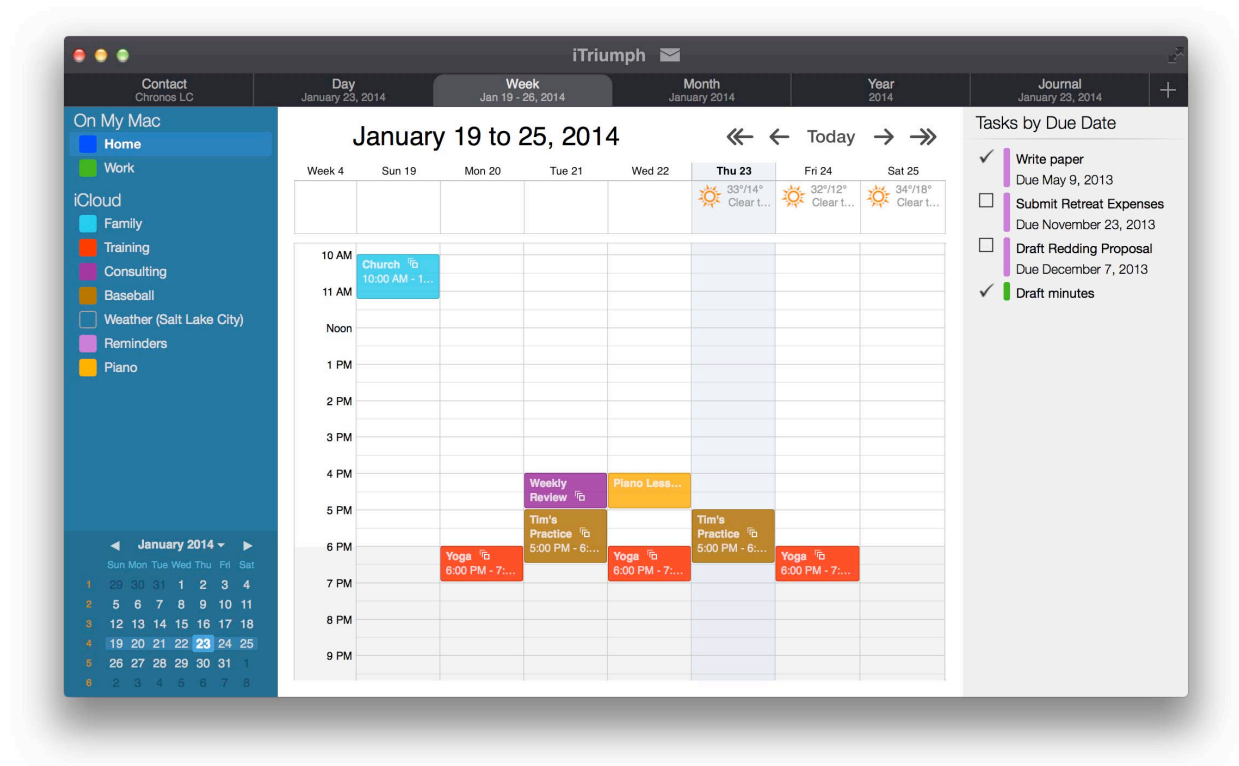 iTriumph
Contact
Chronos LC
Day
January 23, 2014
Week
Jan 19 - 26, 2014
Month
January 2014
Year
2014
Journal
January 23, 2014
On My Mac
Home
Work
iCloud
Family
Training
Consulting
Baseball
Weather (Salt Lake City)
Reminders
Piano
January 2014
Sun Mon Tue Wed Thu Fri Sat
1 29 30 31 1 2 3 4
2 5 6 7 8 9 10 11
3 12 13 14 15 16 17 18
4 19 20 21 22 23 24 25
5 26 27 28 29 30 31 1
6 2 3 4 5 6 7 8
January 19 to 25, 2014
Today
Week 4 Sun 19 Mon 20 Tue 21 Wed 22 Thu 23 Fri 24 Sat 25
33°/14° 32°/12° 34°/18°
Clear t... Clear t... Clear t...
10 AM
Church
10:00 AM - 1...
11 AM
Noon
1 PM
2 PM
3 PM
4 PM
Weekly
Review
Piano Less...
5 PM
Tim's
Practice
5:00 PM - 6:...
Tim's
Practice
5:00 PM - 6:...
6 PM
Yoga
6:00 PM - 7:...
Yoga
6:00 PM - 7:...
Yoga
6:00 PM - 7:...
7 PM
8 PM
9 PM
Tasks by Due Date
Write paper
Due May 9, 2013
Submit Retreat Expenses
Due November 23, 2013
Draft Redding Proposal
Due December 7, 2013
Draft minutes